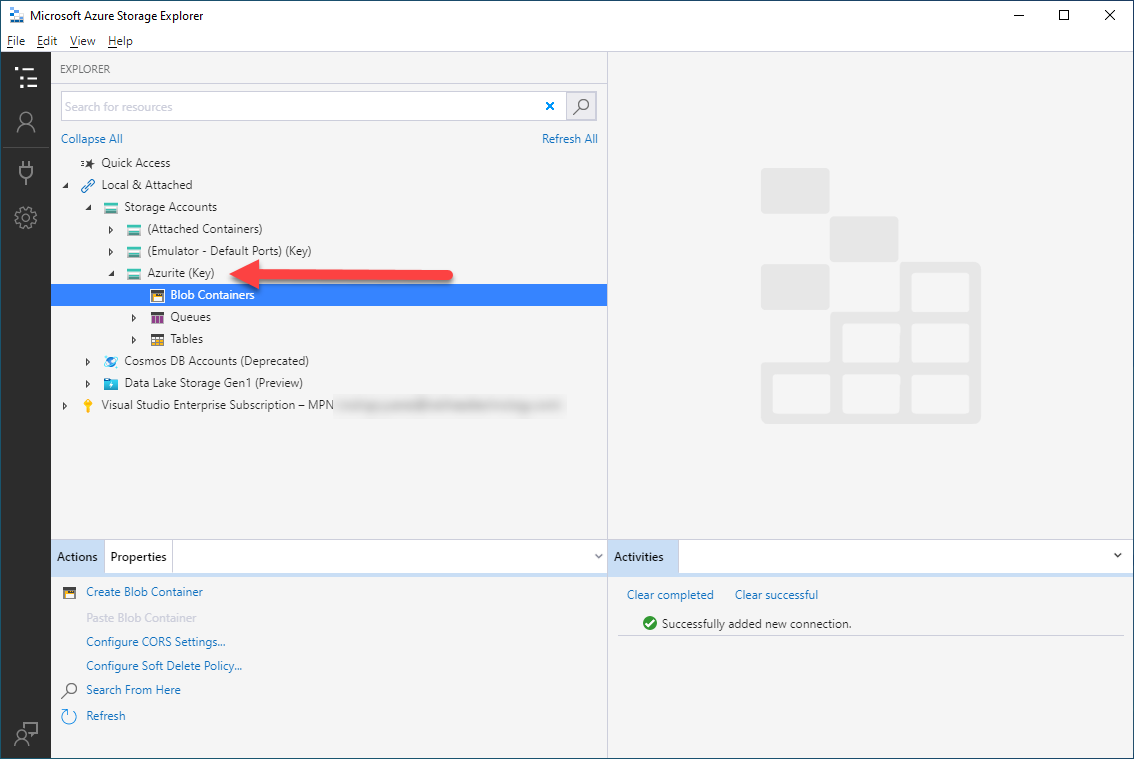 Microsoft Azure Storage Explorer
File Edit View Help
EXPLORER
Search for resources
Collapse All Refresh All
Quick Access
Local & Attached
Storage Accounts
(Attached Containers)
(Emulator - Default Ports) (Key)
Azurite (Key)
Blob Containers
Queues
Tables
Cosmos DB Accounts (Deprecated)
Data Lake Storage Gen1 (Preview)
Visual Studio Enterprise Subscription – MPN
Actions Properties
Create Blob Container
Paste Blob Container
Configure CORS Settings...
Configure Soft Delete Policy...
Search From Here
Refresh
Activities
Clear completed Clear successful
Successfully added new connection.